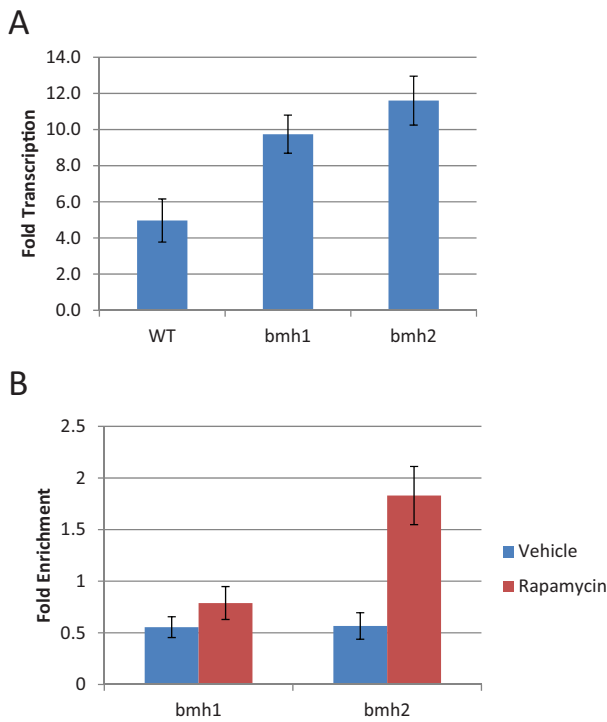 A
Fold Transcription
14.0
12.0
10.0
8.0
6.0
4.0
2.0
0.0
WT bmh1 bmh2
B
Fold Enrichment
2.5
2
1.5
1
0.5
0
bmh1 bmh2
Vehicle
Rapamycin